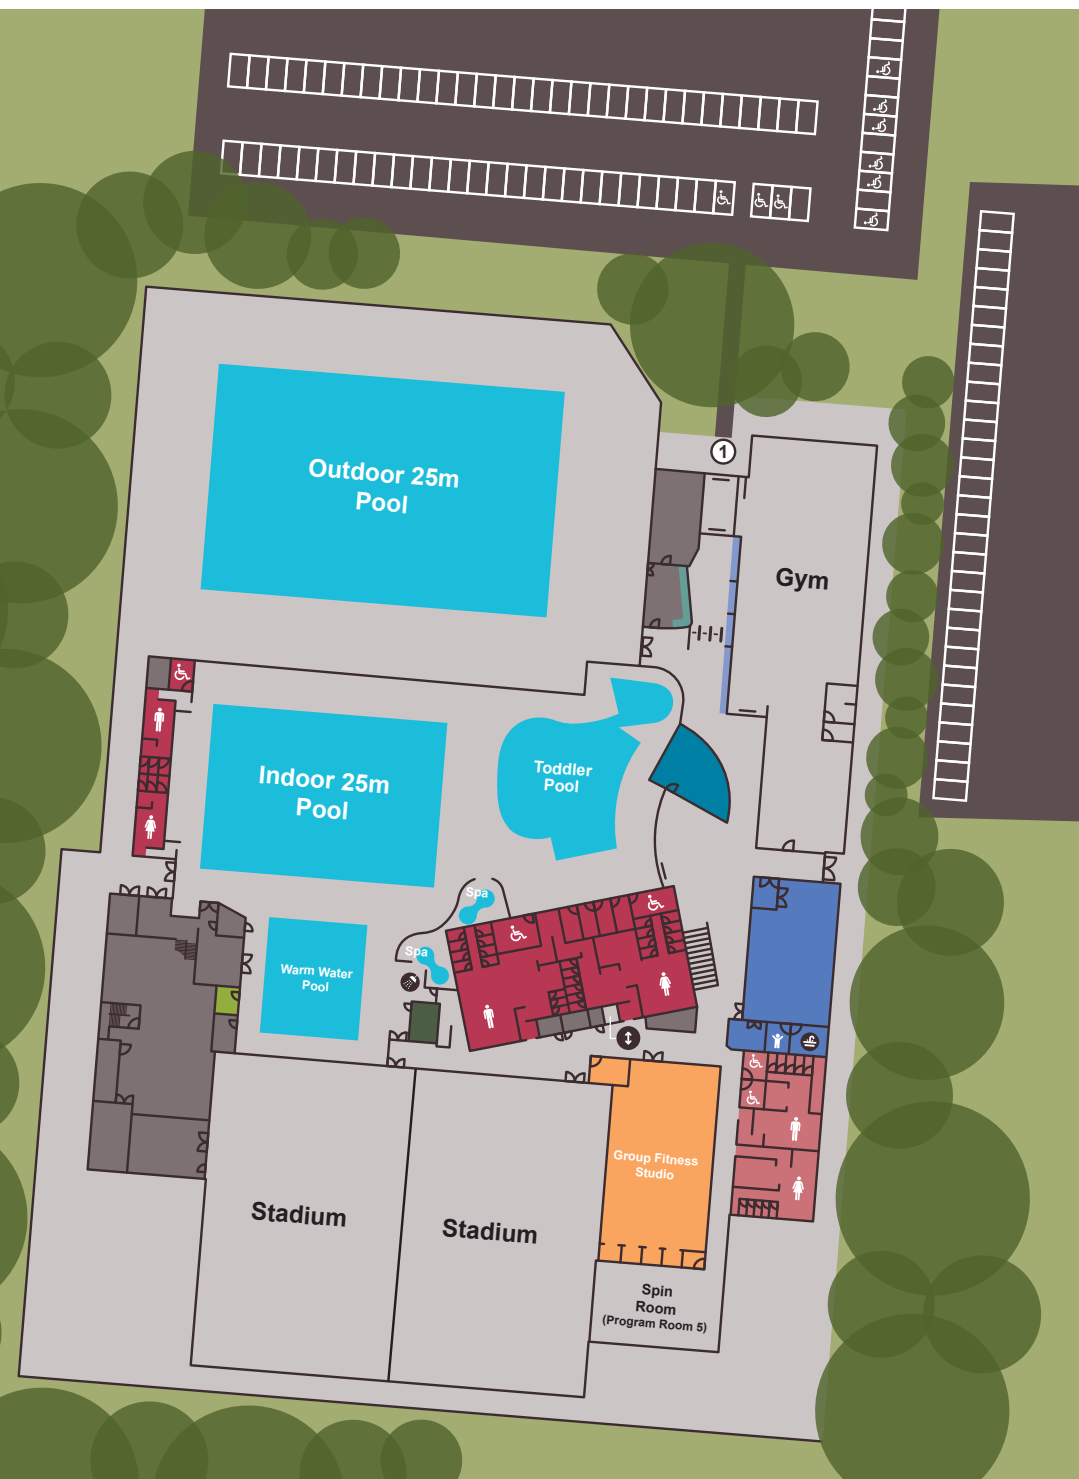 1
Outdoor 25m
Pool
Gym
Indoor 25m
Pool
Toddler
Pool
Spa
Spa
Warm Water
Pool
Group Fitness
Studio
Stadium
Stadium
Spin
Room
(Program Room 5)